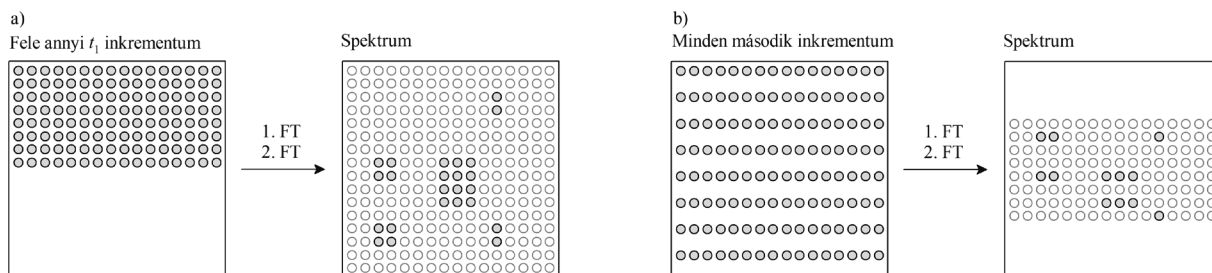 a)
Fele annyi t₁ inkrementum
Spektrum
1. FT
2. FT
b)
Minden második inkrementum
Spektrum
1. FT
2. FT